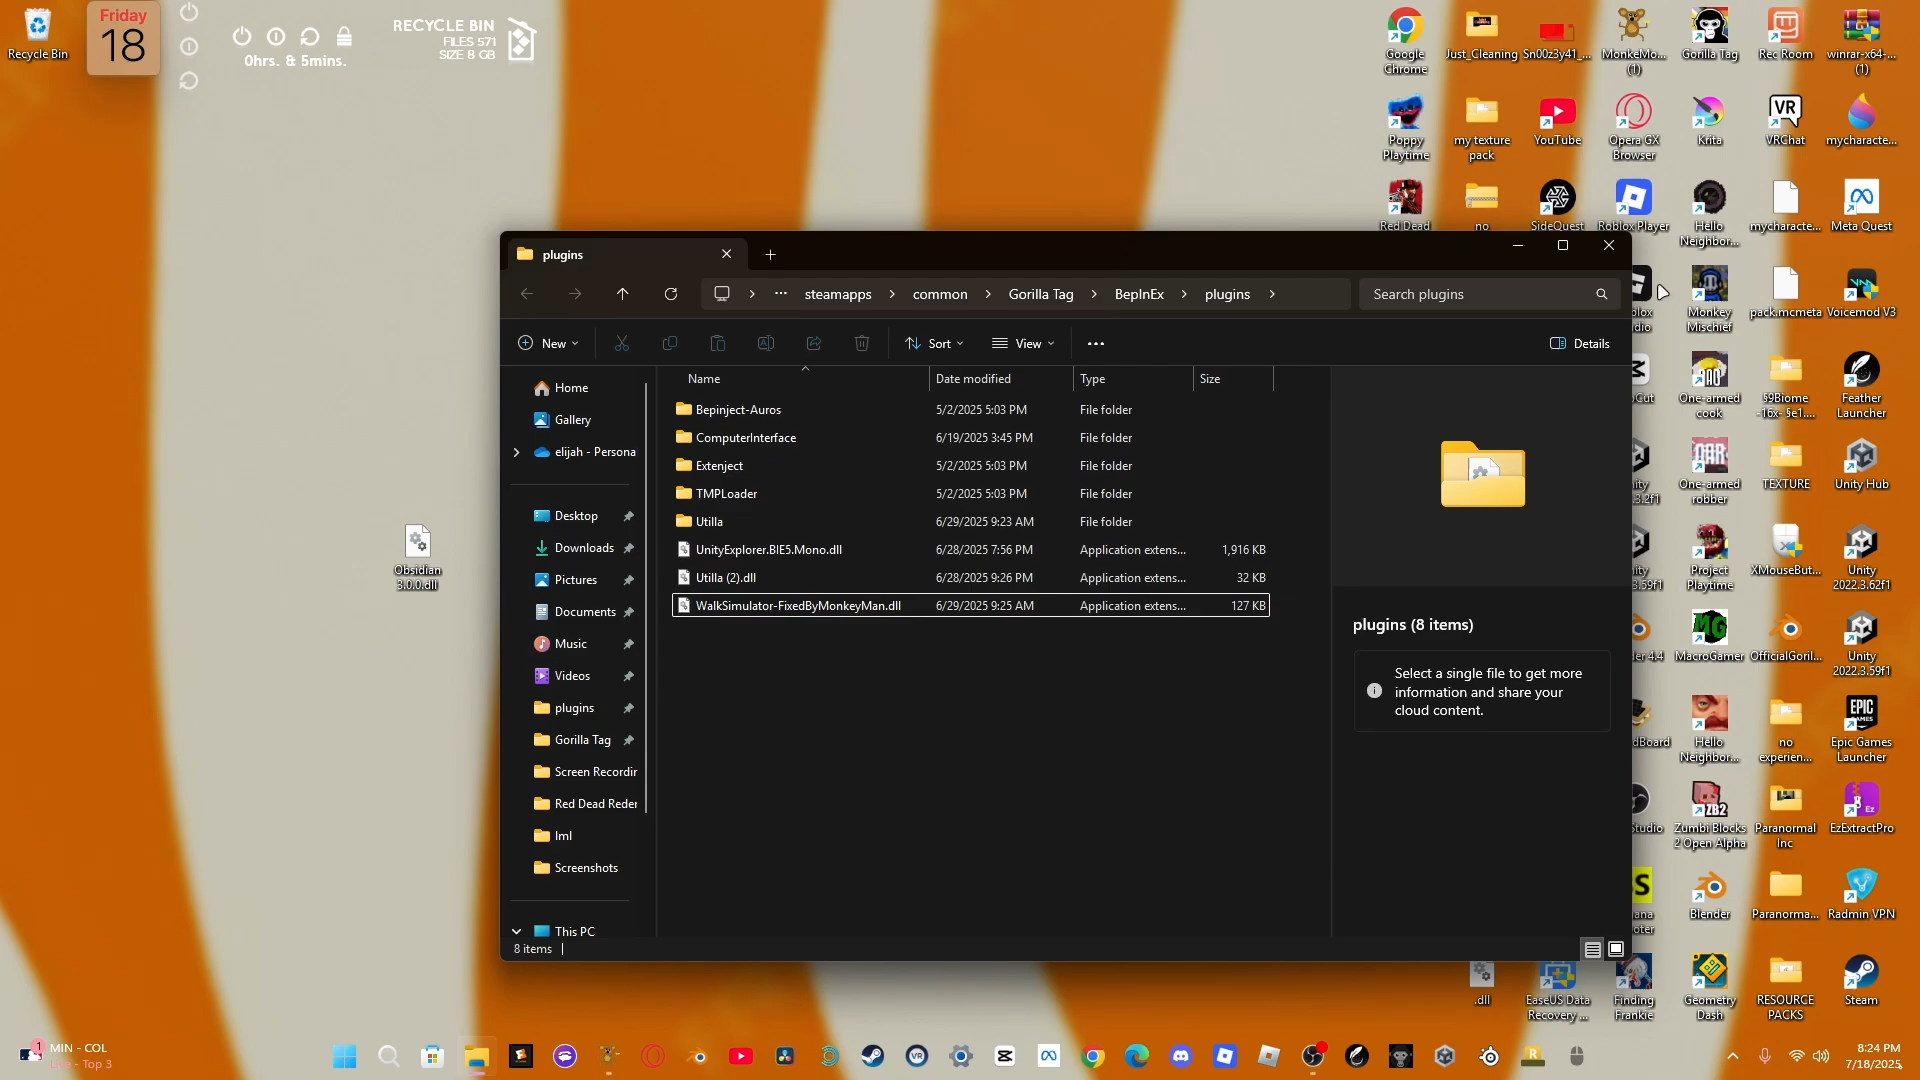 Recycle Bin
Friday
18
0hrs. & 5mins.
RECYCLE BIN
FILES 571
SIZE 8 GB
Google Chrome
Just_Cleaning
Sn00z3y41_...
MonkeMo... (1)
Gorilla Tag
Rec Room
winrar-x64-... (1)
Poppy Playtime
my texture pack
YouTube
Opera GX Browser
Krita
VRChat
mycharacte...
Red Dead
no
SideQuest
Roblox Player
Hello Neighbor...
mycharacte...
Meta Quest
Monkey Mischief
pack.mcmeta
Voicemod V3
One-armed cook
§9Biome -16x- §e1....
Feather Launcher
One-armed robber
TEXTURE
Unity Hub
Project Playtime
XMouseBut...
Unity 2022.3.62f1
MacroGamer
OfficialGoril...
Unity 2022.3.59f1
Hello Neighbor...
no experien...
Epic Games Launcher
Zumbi Blocks 2 Open Alpha
Paranormal Inc
EzExtractPro
Blender
Paranorma...
Radmin VPN
.dll
EaseUS Data Recovery ...
Finding Frankie
Geometry Dash
RESOURCE PACKS
Steam
Obsidian 3.0.0.dll
plugins
steamapps > common > Gorilla Tag > BepInEx > plugins >
Search plugins
New
Sort
View
Details
Name
Date modified
Type
Size
Home
Gallery
elijah - Persona
Desktop
Downloads
Pictures
Documents
Music
Videos
plugins
Gorilla Tag
Screen Recordin
Red Dead Reder
lml
Screenshots
This PC
Bepinject-Auros 5/2/2025 5:03 PM File folder
ComputerInterface 6/19/2025 3:45 PM File folder
Extenject 5/2/2025 5:03 PM File folder
TMPLoader 5/2/2025 5:03 PM File folder
Utilla 6/29/2025 9:23 AM File folder
UnityExplorer.BIE5.Mono.dll 6/28/2025 7:56 PM Application extens... 1,916 KB
Utilla (2).dll 6/28/2025 9:26 PM Application extens... 32 KB
WalkSimulator-FixedByMonkeyMan.dll 6/29/2025 9:25 AM Application extens... 127 KB
plugins (8 items)
Select a single file to get more
information and share your
cloud content.
8 items
1
MIN - COL
Top 3
8:24 PM
7/18/2025